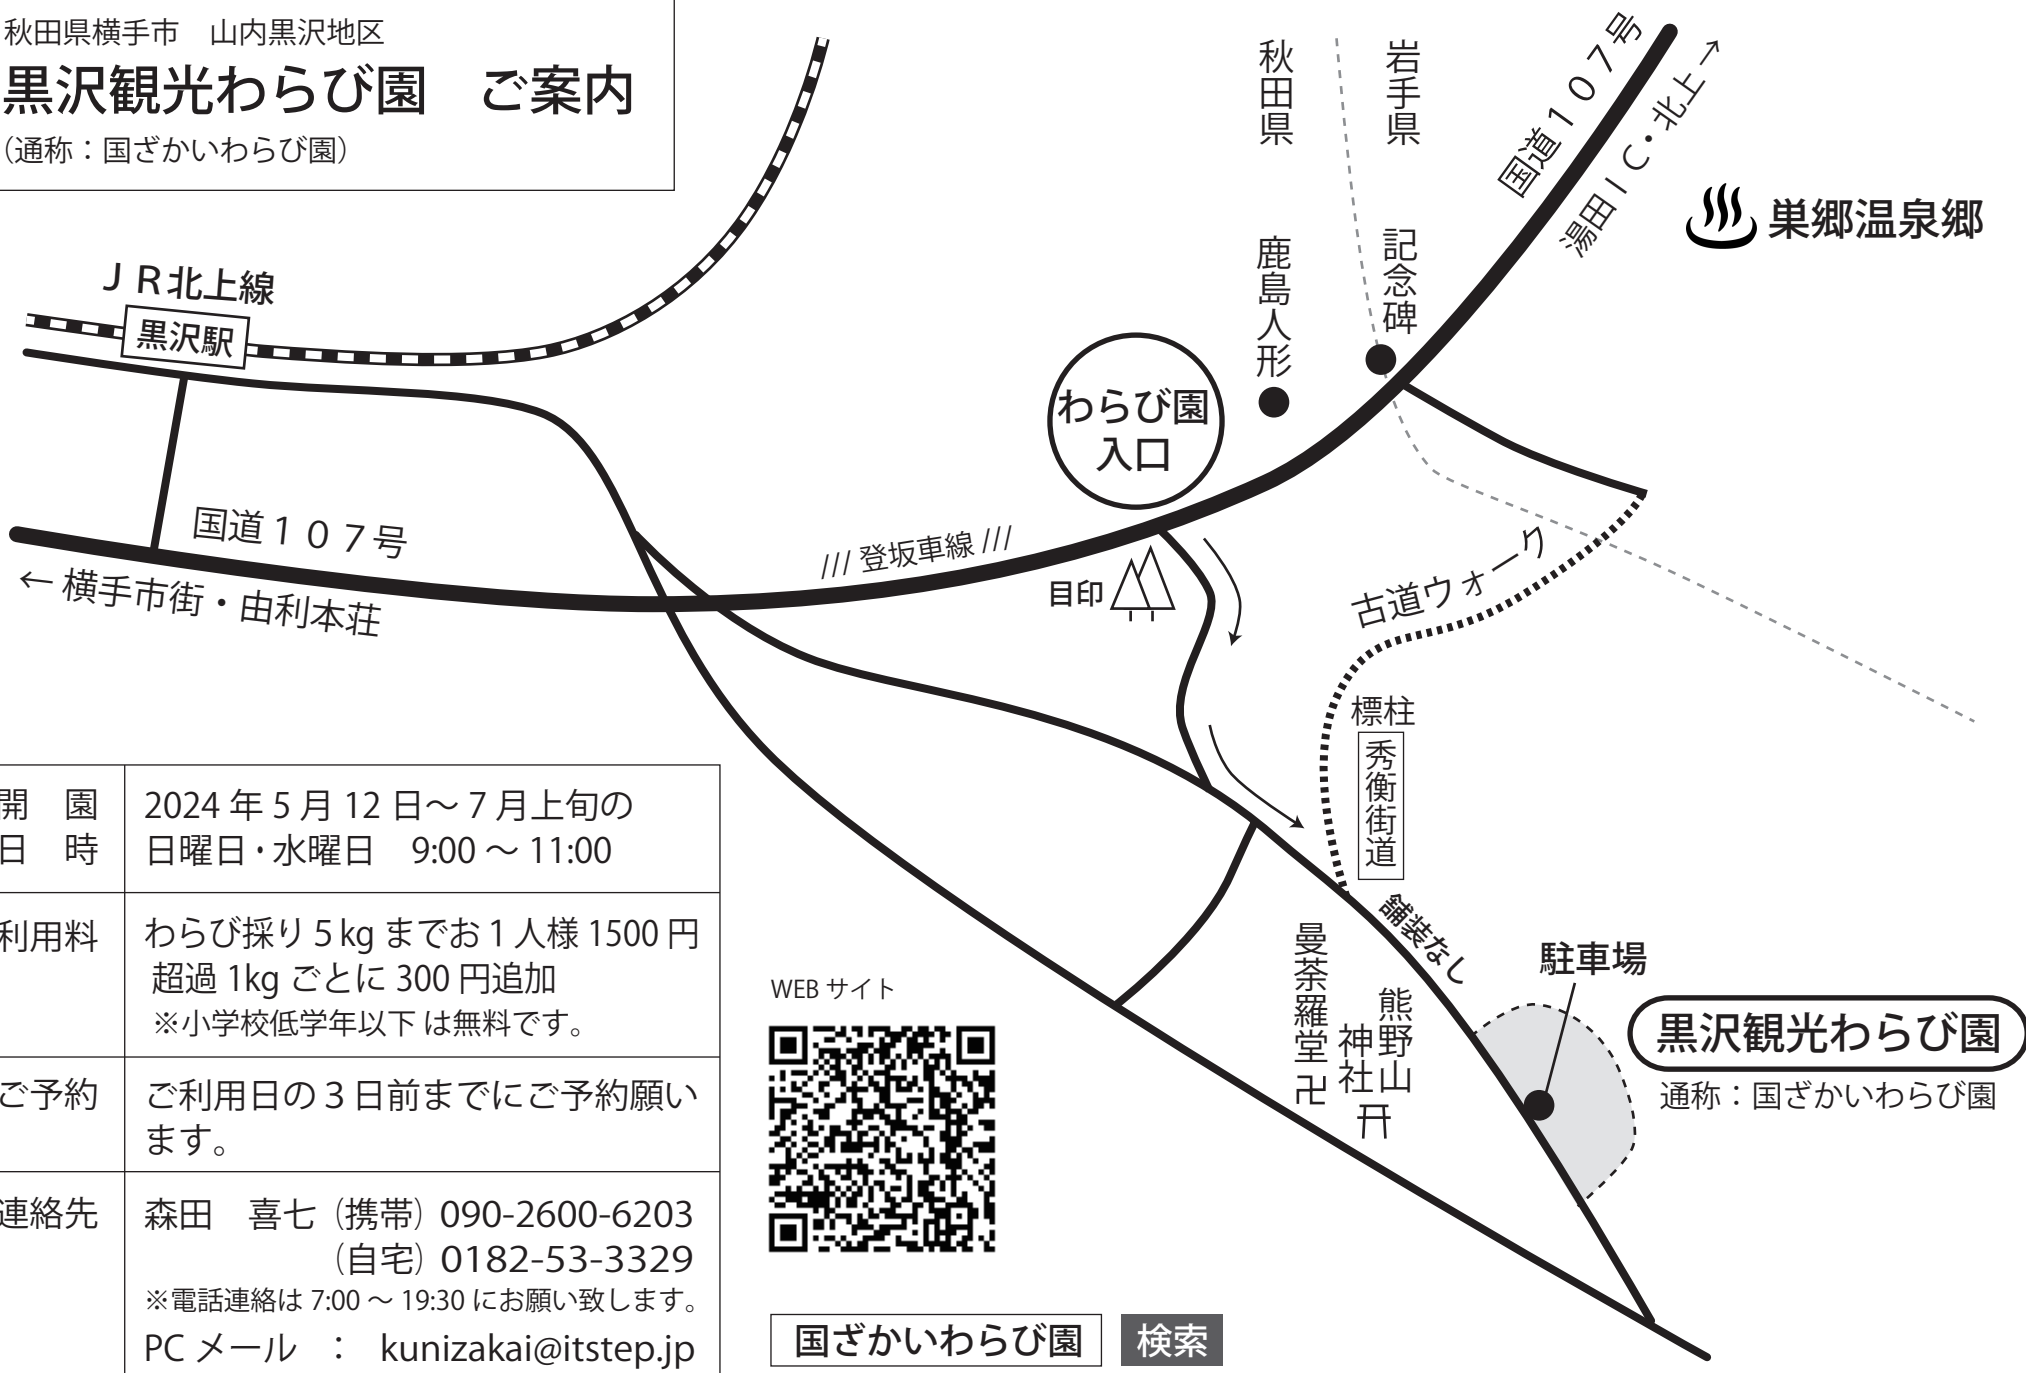 秋田県横手市　山内黒沢地区
黒沢観光わらび園　ご案内
（通称：国ざかいわらび園）
ＪＲ北上線
黒沢駅
国道１０７号
← 横手市街・由利本荘
/// 登坂車線 ///
わらび園
入口
目印
秋田県
岩手県
鹿島人形
記念碑
国道１０７号
湯田ＩＣ・北上→
巣郷温泉郷
古道ウォーク
標柱
秀衡街道
舗装なし
曼荼羅堂卍
熊野山
神社
駐車場
黒沢観光わらび園
通称：国ざかいわらび園
開　園
日　時
2024 年 5 月 12 日～ 7 月上旬の
日曜日・水曜日　9:00 ～ 11:00
利用料
わらび採り 5 kg までお 1 人様 1500 円
超過 1kg ごとに 300 円追加
※小学校低学年以下 は無料です。
ご予約
ご利用日の 3 日前までにご予約願い
ます。
連絡先
森田　喜七（携帯）090-2600-6203
（自宅）0182-53-3329
※電話連絡は 7:00 ～ 19:30 にお願い致します。
PC メール　：　kunizakai@itstep.jp
WEB サイト
国ざかいわらび園
検索